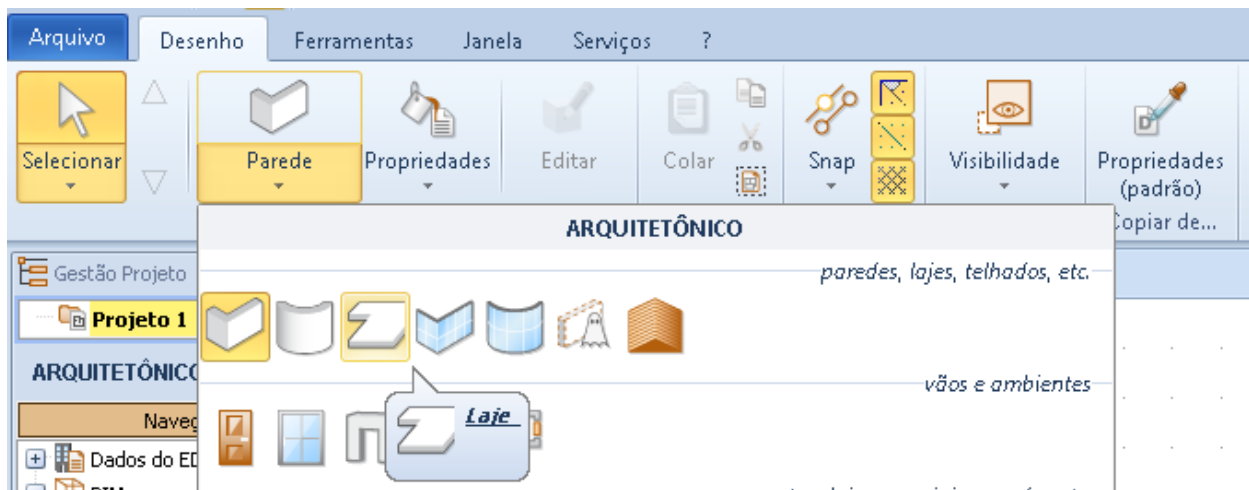 Arquivo Desenho Ferramentas Janela Serviços ?
Selecionar Parede Propriedades Editar Colar Snap Visibilidade Propriedades
(padrão)
Copiar de...
ARQUITETÔNICO
Gestão Projeto
paredes, lajes, telhados, etc.
Projeto 1
ARQUITETÔNICO
vãos e ambientes
Laje
Naveg
Dados do ED